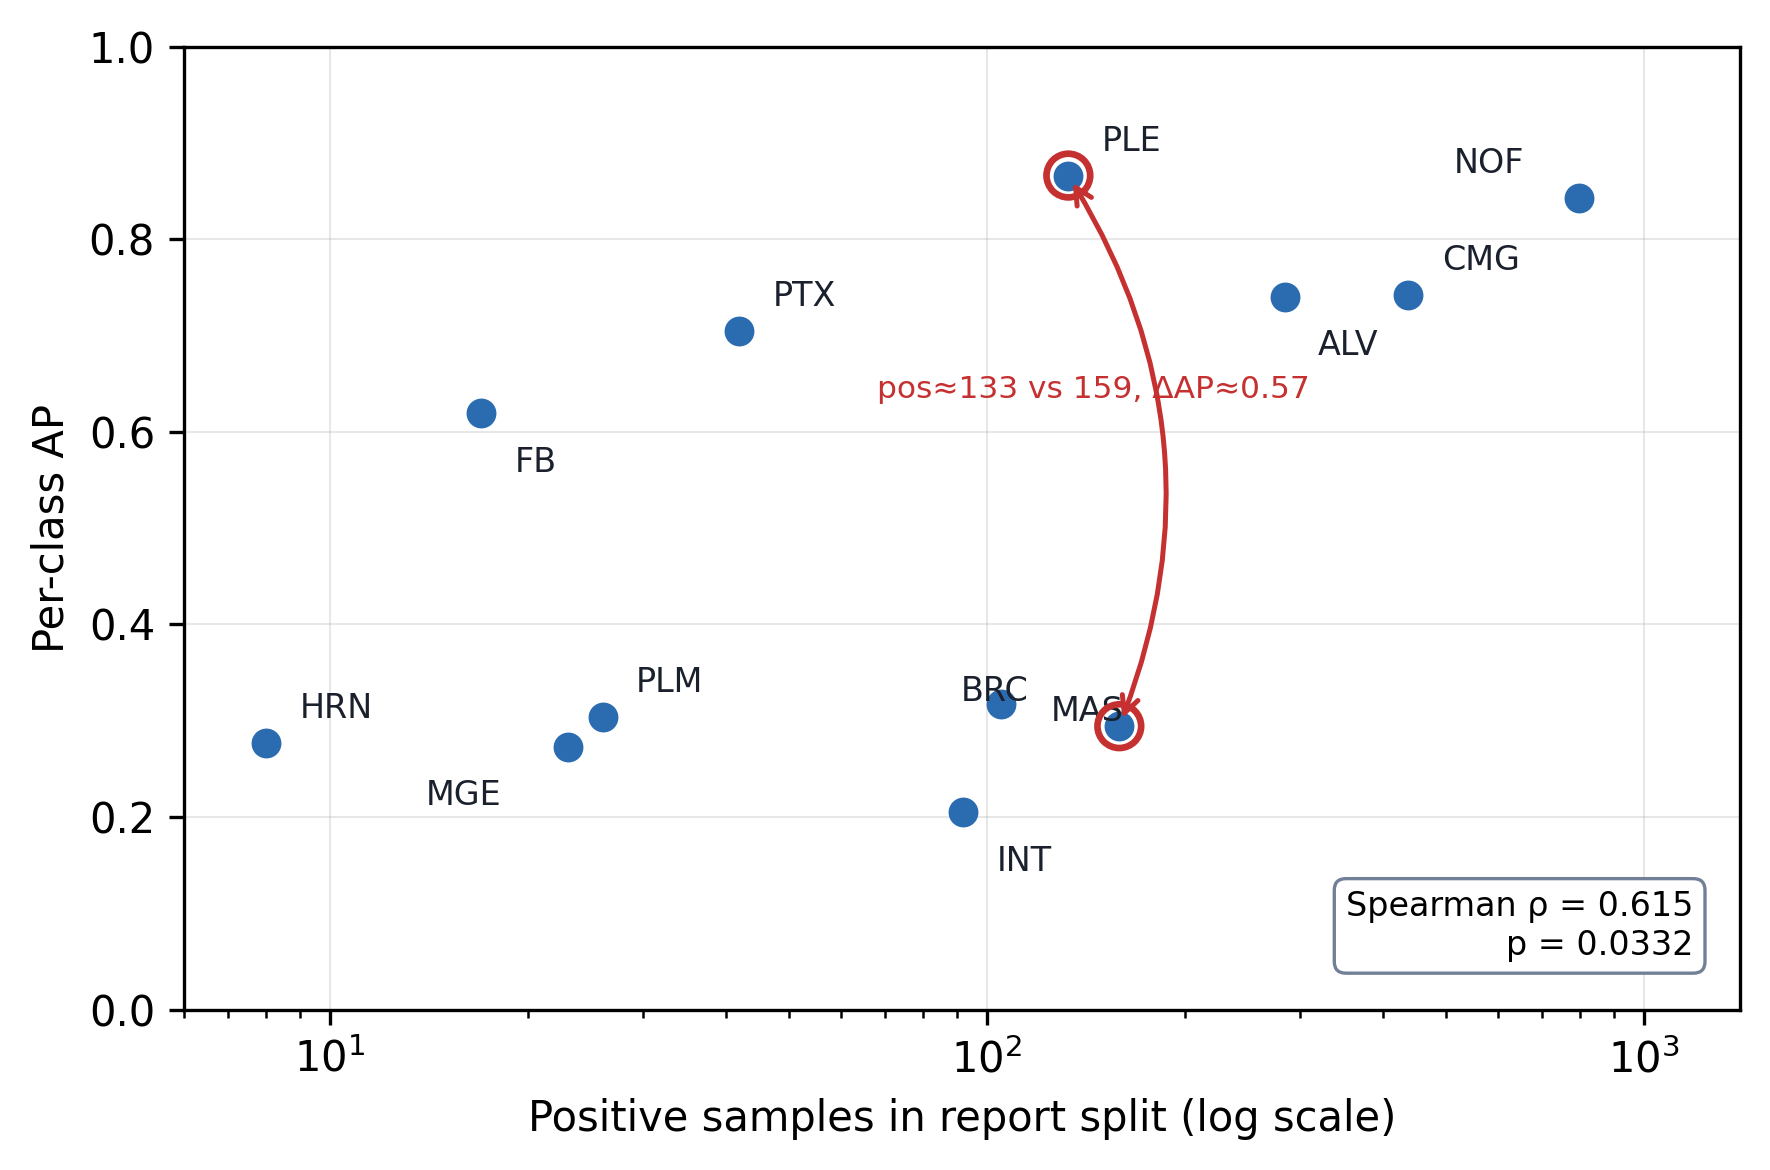 1.0
0.8
0.6
0.4
0.2
0.0
Per-class AP
PLE
NOF
CMG
PTX
ALV
pos≈133 vs 159, ΔAP≈0.57
FB
PLM
BRC
HRN
MAS
MGE
INT
Spearman ρ = 0.615
p = 0.0332
10¹
10²
10³
Positive samples in report split (log scale)